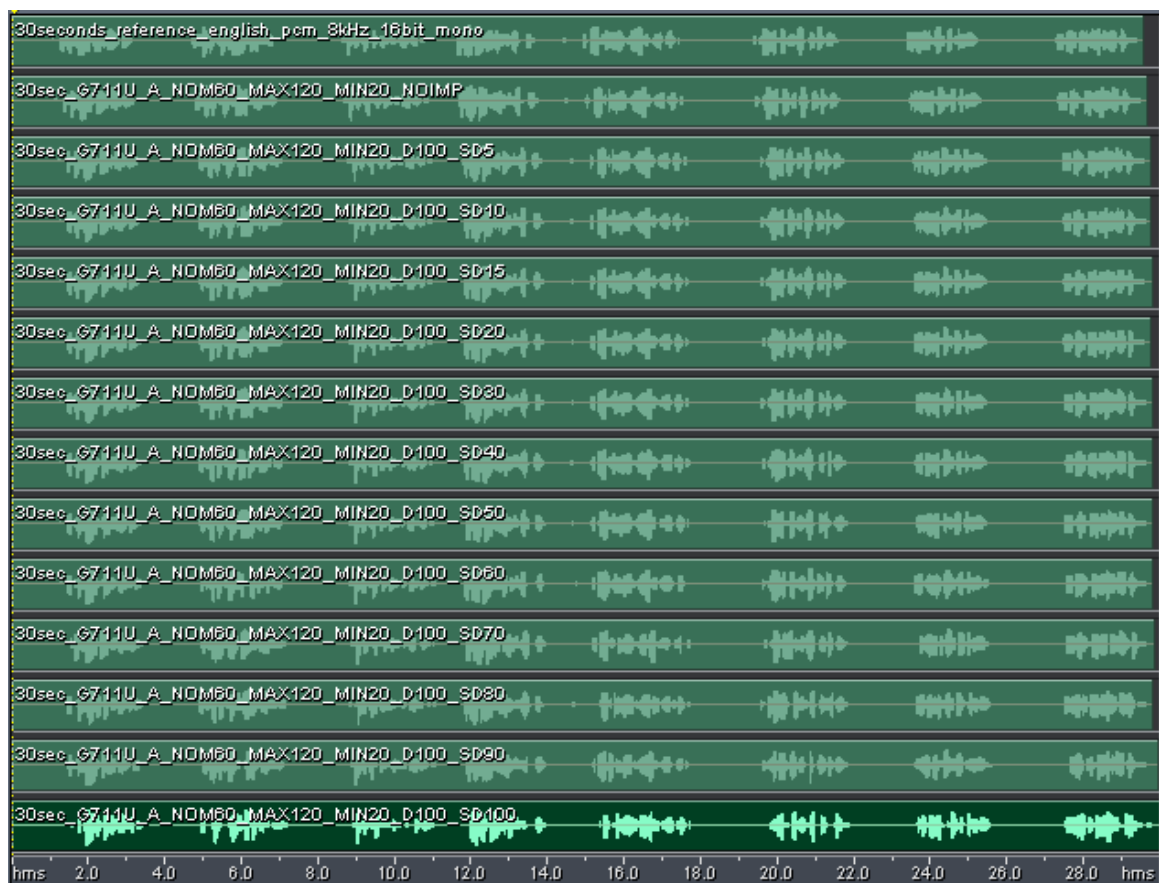 30seconds_reference_english_pcm_8kHz_16bit_mono
30sec_G711U_A_NOM60_MAX120_MIN20_NOIMP
30sec_G711U_A_NOM60_MAX120_MIN20_D100_SD5
30sec_G711U_A_NOM60_MAX120_MIN20_D100_SD10
30sec_G711U_A_NOM60_MAX120_MIN20_D100_SD15
30sec_G711U_A_NOM60_MAX120_MIN20_D100_SD20
30sec_G711U_A_NOM60_MAX120_MIN20_D100_SD30
30sec_G711U_A_NOM60_MAX120_MIN20_D100_SD40
30sec_G711U_A_NOM60_MAX120_MIN20_D100_SD50
30sec_G711U_A_NOM60_MAX120_MIN20_D100_SD60
30sec_G711U_A_NOM60_MAX120_MIN20_D100_SD70
30sec_G711U_A_NOM60_MAX120_MIN20_D100_SD80
30sec_G711U_A_NOM60_MAX120_MIN20_D100_SD90
30sec_G711U_A_NOM60_MAX120_MIN20_D100_SD100
hms 2.0 4.0 6.0 8.0 10.0 12.0 14.0 16.0 18.0 20.0 22.0 24.0 26.0 28.0 hms